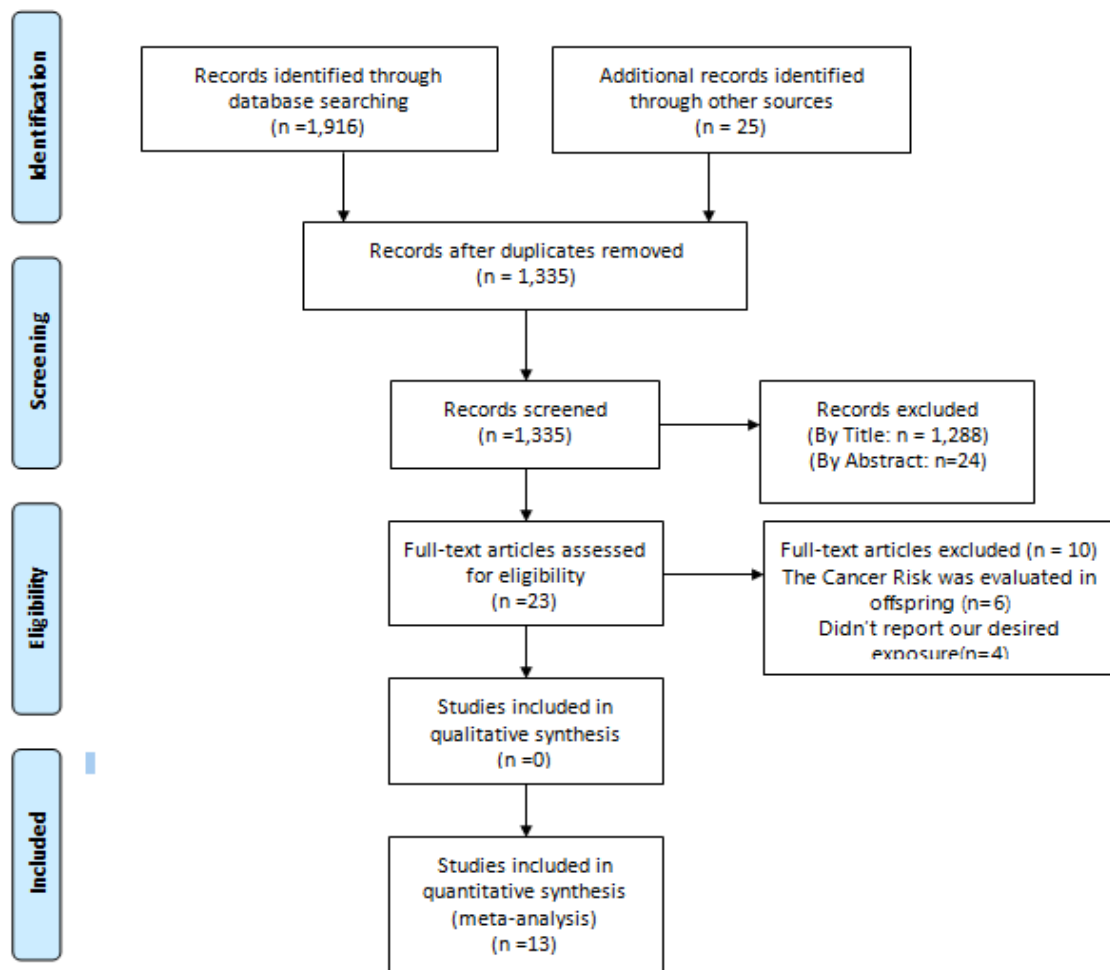 Identification
Records identified through
database searching
(n =1,916)
Additional records identified
through other sources
(n = 25)
Records after duplicates removed
(n = 1,335)
Screening
Records screened
(n =1,335)
Records excluded
(By Title: n = 1,288)
(By Abstract: n=24)
Eligibility
Full-text articles assessed
for eligibility
(n =23)
Full-text articles excluded (n = 10)
The Cancer Risk was evaluated in
offspring (n=6)
Didn't report our desired
exposure(n=4)
Studies included in
qualitative synthesis
(n =0)
Included
Studies included in
quantitative synthesis
(meta-analysis)
(n =13)